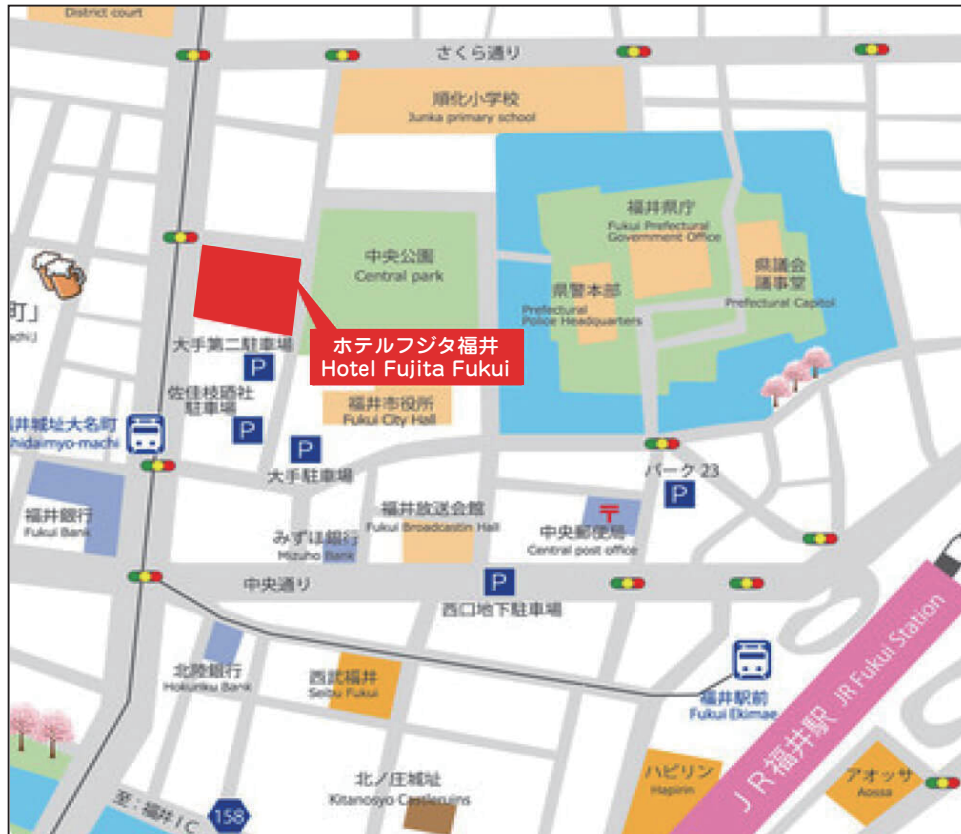 District court
さくら通り
順化小学校
Junka primary school
福井県庁
Fukui Prefectural
Government Office
中央公園
Central park
県議会
議事堂
Prefectural Capitol
県警本部
Prefectural
Police Headquarters
町」
ホテルフジタ福井
Hotel Fujita Fukui
大手第二駐車場
P
佐佳枝廼社
駐車場
P
福井市役所
Fukui City Hall
井城址大名町
hidaimyo-machi
大手駐車場
P
パーク 23
P
福井銀行
Fukui Bank
福井放送会館
Fukui Broadcastin Hall
みずほ銀行
Mizuho Bank
〒
中央郵便局
Central post office
中央通り
P
西口地下駐車場
北陸銀行
Hokuriku Bank
西武福井
Seibu Fukui
福井駅前
Fukui Ekimae
JR福井駅 JR Fukui Station
ハピリン
Hapirin
アオッサ
Aossa
北ノ庄城址
Kitanosyo Castleruins
至：福井IC
158